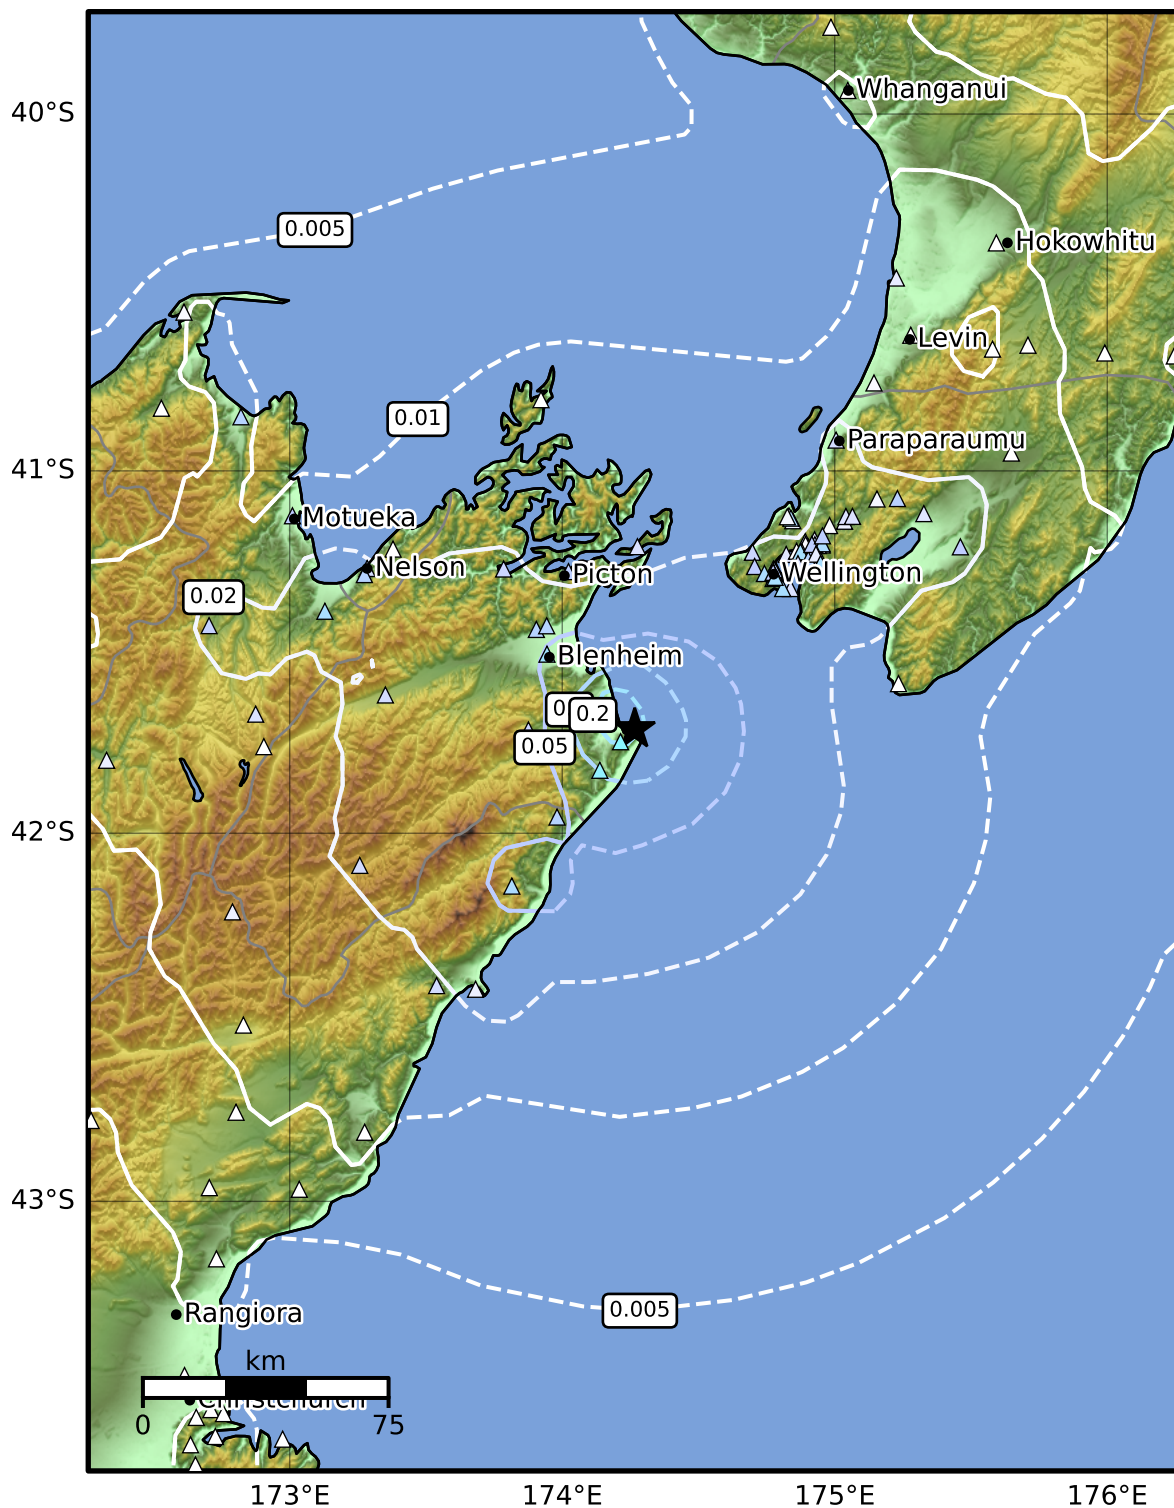 Whanganui
40°S
0.005
Hokowhitu
Levin
0.01
Paraparaumu
41°S
Motueka
Nelson
Picton
Wellington
0.02
Blenheim
0.2
0.05
42°S
43°S
0.005
Rangiora
km
Christchurch
0
75
173°E
174°E
175°E
176°E